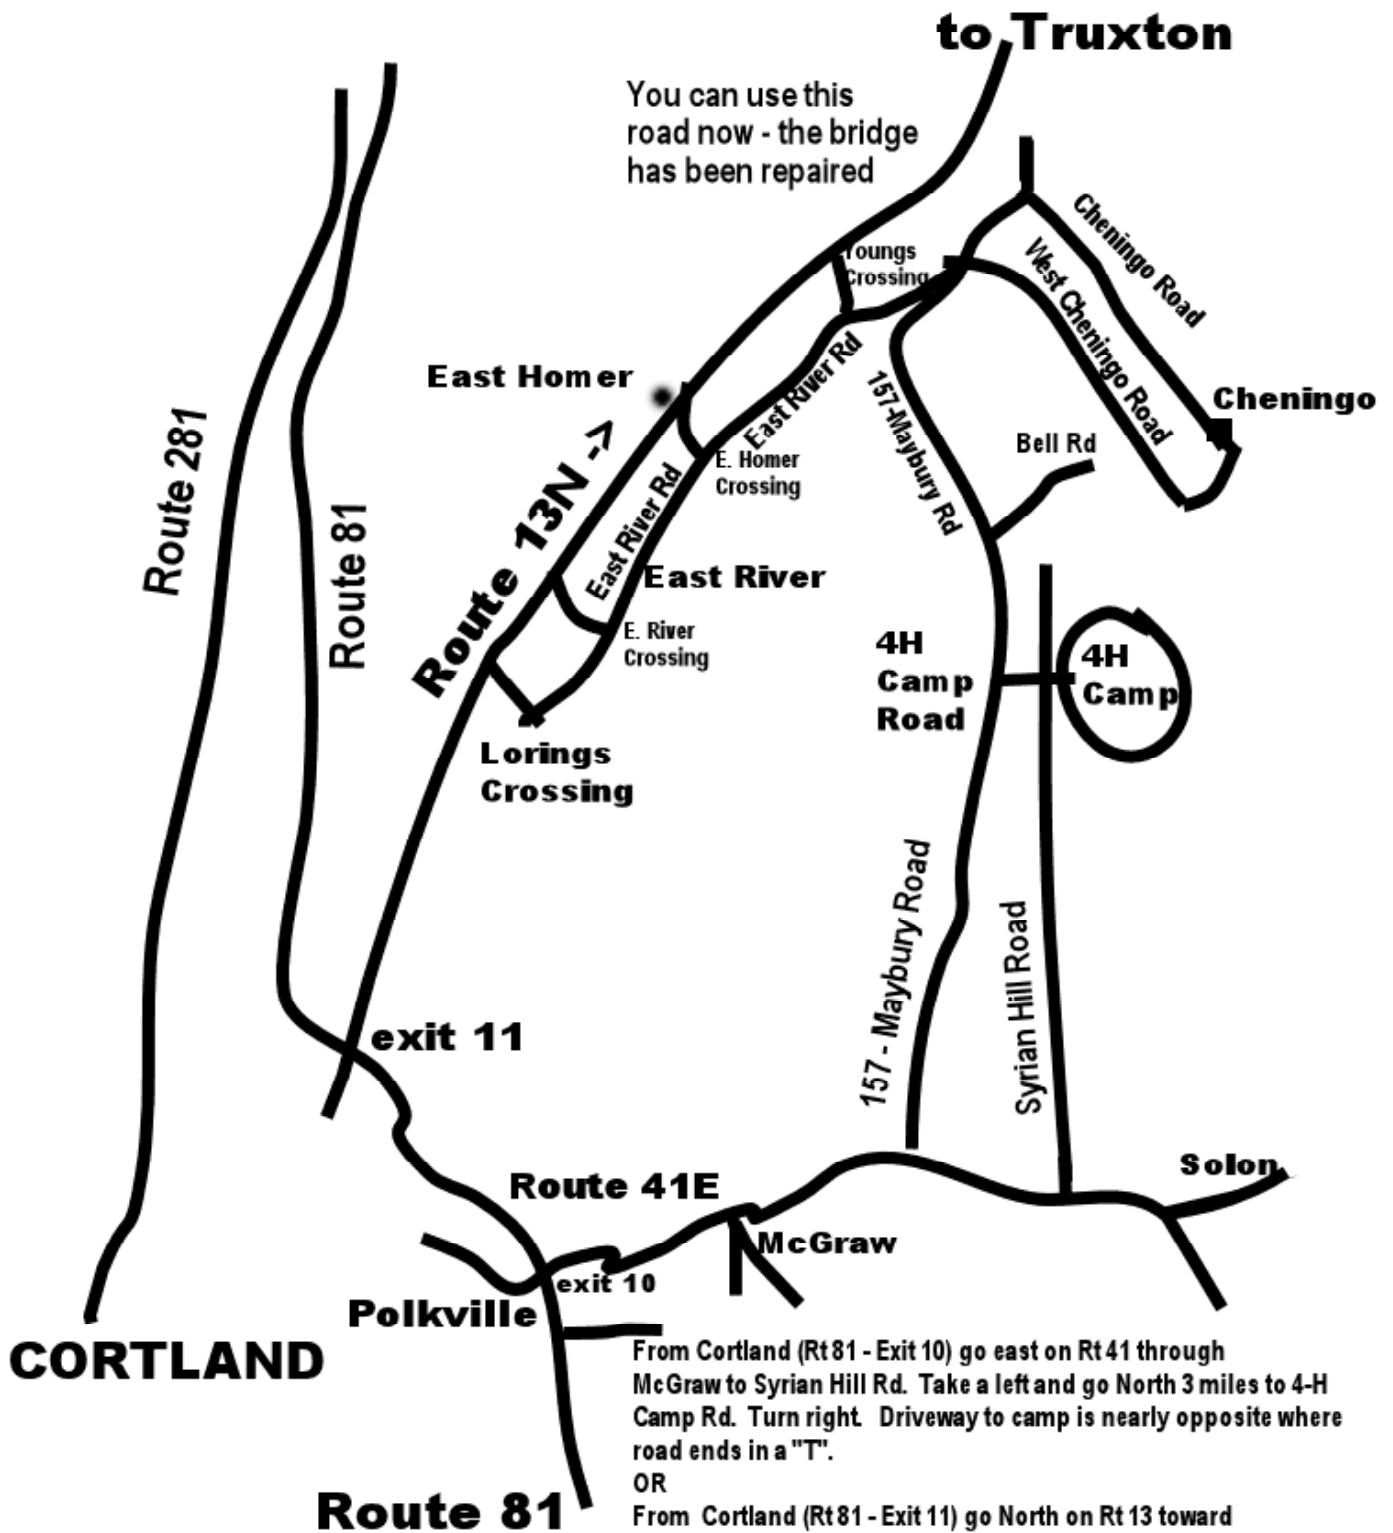 to Truxton
You can use this
road now - the bridge
has been repaired
Youngs
Crossing
Cheningo Road
West Cheningo Road
East Homer
East River Rd
157-Maybury Rd
Cheningo
Bell Rd
Route 281
Route 13N ->
E. Homer
Crossing
Route 81
East River Rd
East River
E. River
Crossing
4H
Camp
Road
4H
Camp
Lorings
Crossing
157 - Maybury Road
Syrian Hill Road
exit 11
Route 41E
Solon
McGraw
exit 10
Polkville
CORTLAND
From Cortland (Rt 81 - Exit 10) go east on Rt 41 through
McGraw to Syrian Hill Rd. Take a left and go North 3 miles to 4-H
Camp Rd. Turn right. Driveway to camp is nearly opposite where
road ends in a "T".
OR
From Cortland (Rt 81 - Exit 11) go North on Rt 13 toward
Route 81